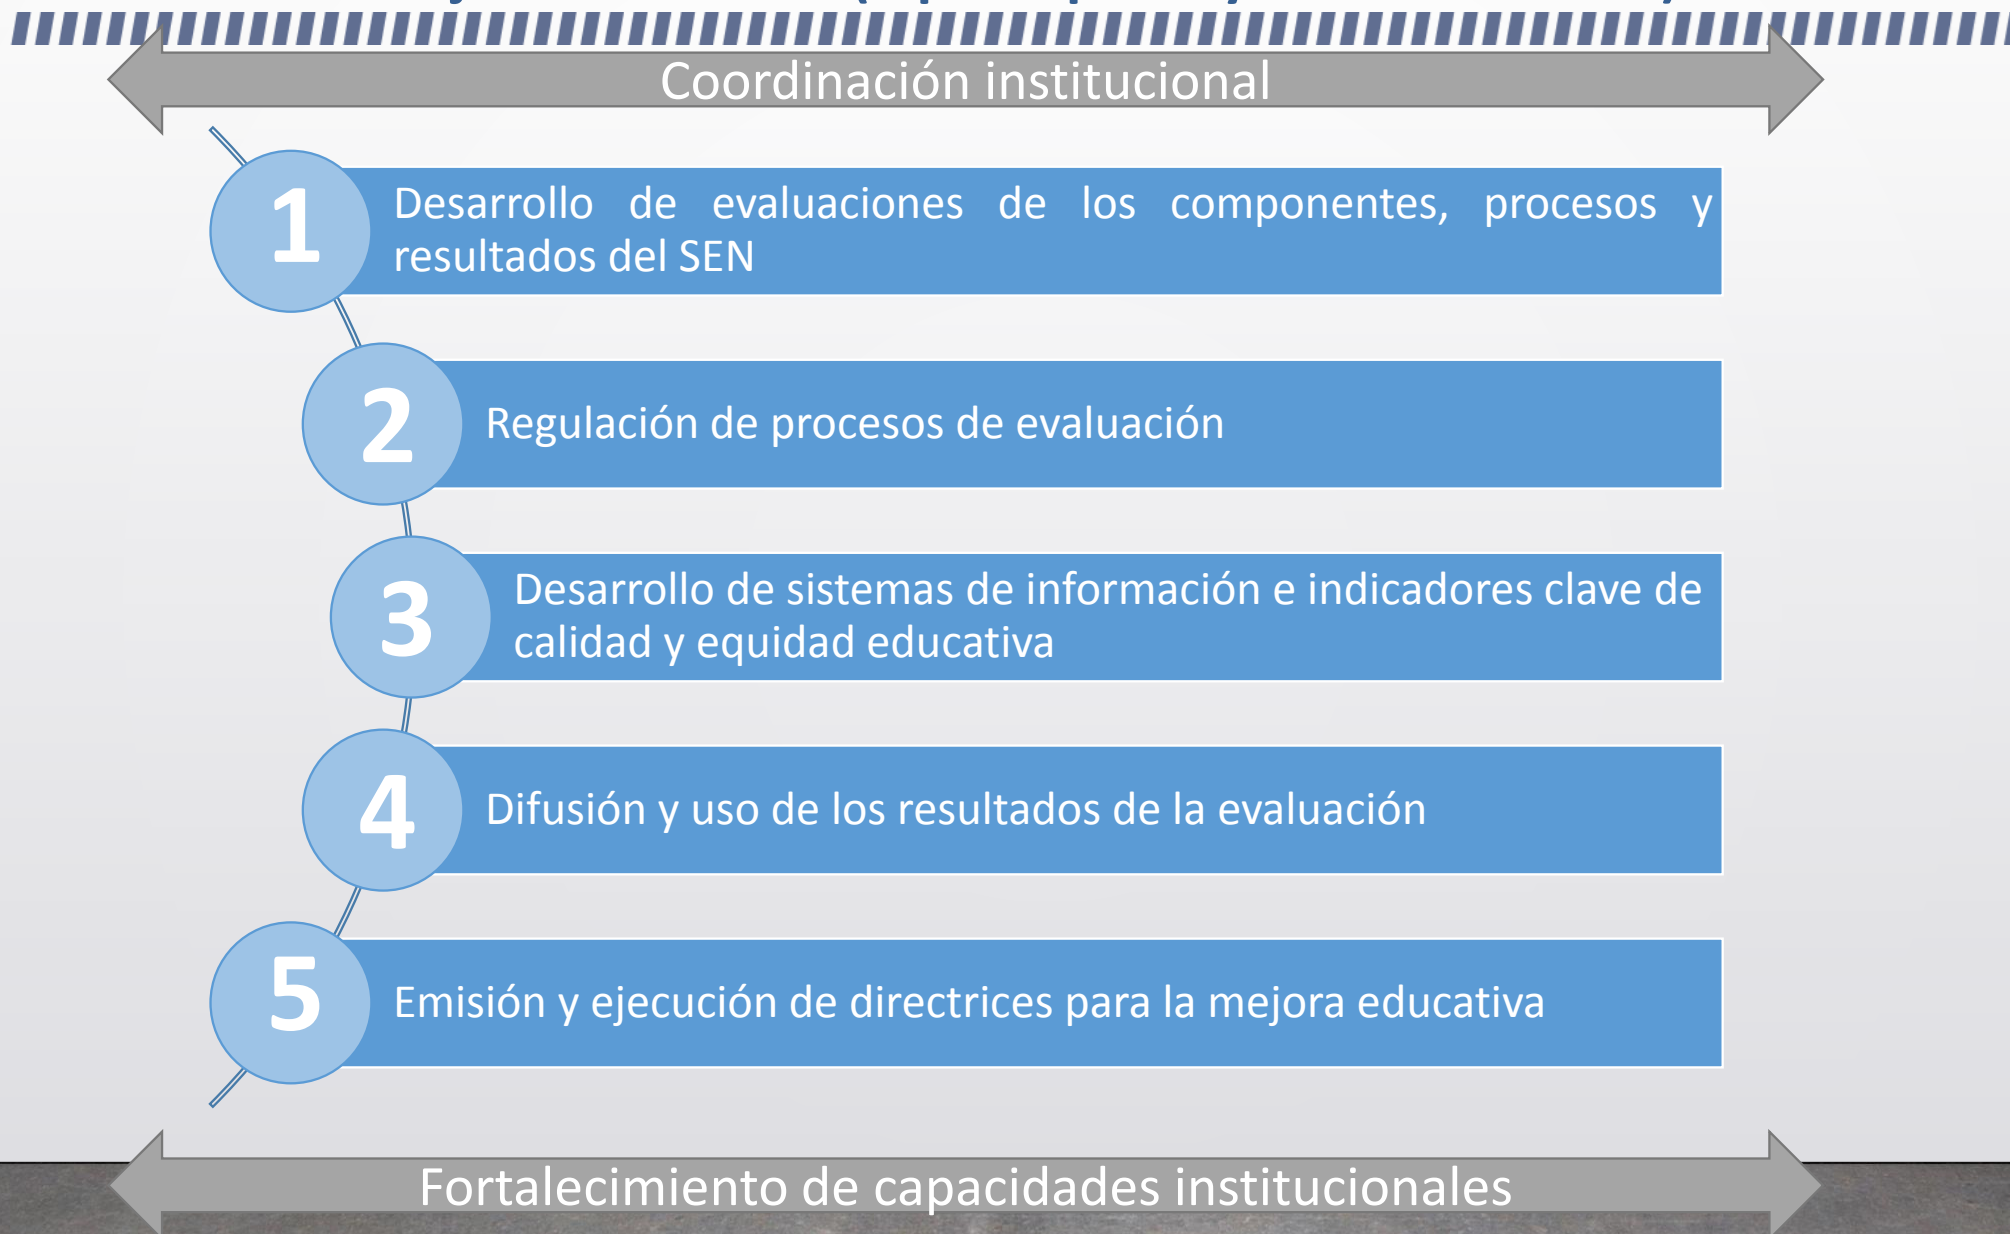 Coordinación institucional
1
Desarrollo de evaluaciones de los componentes, procesos y
resultados del SEN
2
Regulación de procesos de evaluación
3
Desarrollo de sistemas de información e indicadores clave de
calidad y equidad educativa
4
Difusión y uso de los resultados de la evaluación
5
Emisión y ejecución de directrices para la mejora educativa
Fortalecimiento de capacidades institucionales